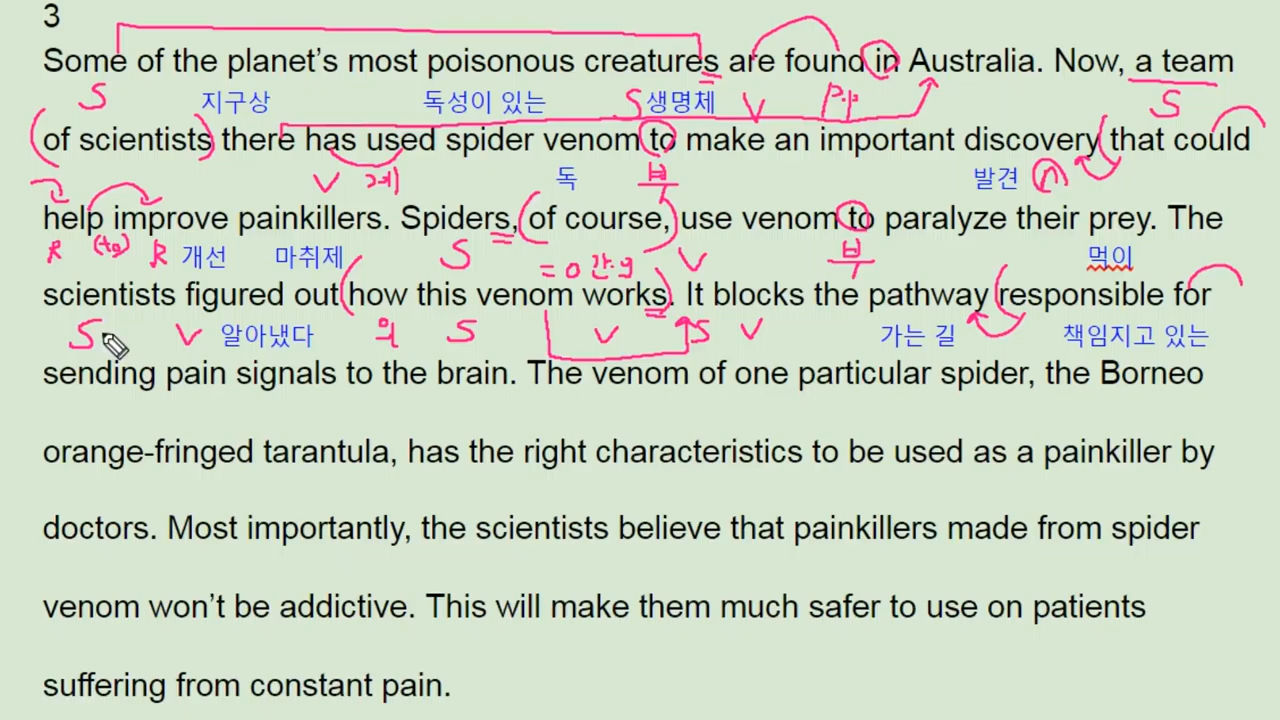 3
Some of the planet's most poisonous creatures are found in Australia. Now, a team
S 지구상 독성이 있는 S 생명체 V p.p S
of scientists there has used spider venom to make an important discovery that could
V 독 부 발견 n
help improve painkillers. Spiders, of course, use venom to paralyze their prey. The
R (to) R 개선 마취제 S V 부 먹이
scientists figured out how this venom works. It blocks the pathway responsible for
S V 알아냈다 의 S V S V 가는 길 책임지고 있는
sending pain signals to the brain. The venom of one particular spider, the Borneo
orange-fringed tarantula, has the right characteristics to be used as a painkiller by
doctors. Most importantly, the scientists believe that painkillers made from spider
venom won't be addictive. This will make them much safer to use on patients
suffering from constant pain.